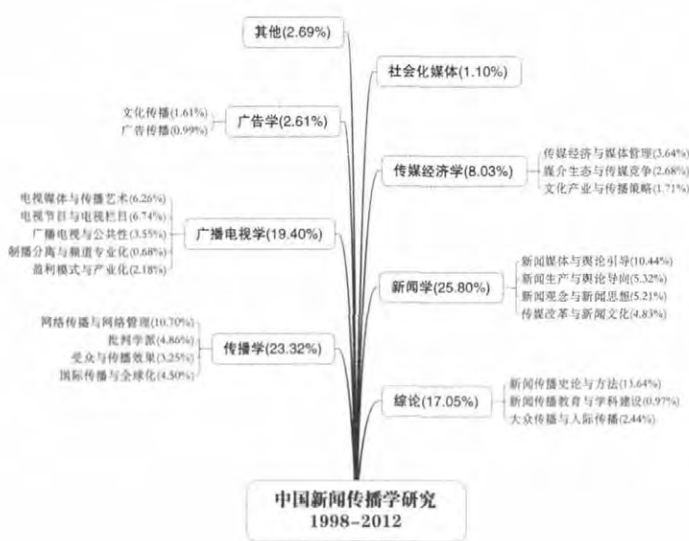 其他(2.69%)
社会化媒体(1.10%)
广告学(2.61%)
文化传播(1.61%)
广告传播(0.99%)
传媒经济学(8.03%)
传媒经济与媒体管理(3.64%)
媒介生态与传媒竞争(2.68%)
文化产业与传播策略(1.71%)
广播电视学(19.40%)
电视媒体与传播艺术(6.26%)
电视节目与电视栏目(6.74%)
广播电视与公共性(3.55%)
制播分离与频道专业化(0.68%)
盈利模式与产业化(2.18%)
新闻学(25.80%)
新闻媒体与舆论引导(10.44%)
新闻生产与舆论导向(5.32%)
新闻观念与新闻思想(5.21%)
传媒改革与新闻文化(4.83%)
传播学(23.32%)
网络传播与网络管理(10.70%)
批判学派(4.86%)
受众与传播效果(3.25%)
国际传播与全球化(4.50%)
综论(17.05%)
新闻传播史论与方法(13.64%)
新闻传播教育与学科建设(0.97%)
大众传播与人际传播(2.44%)
中国新闻传播学研究
1998-2012